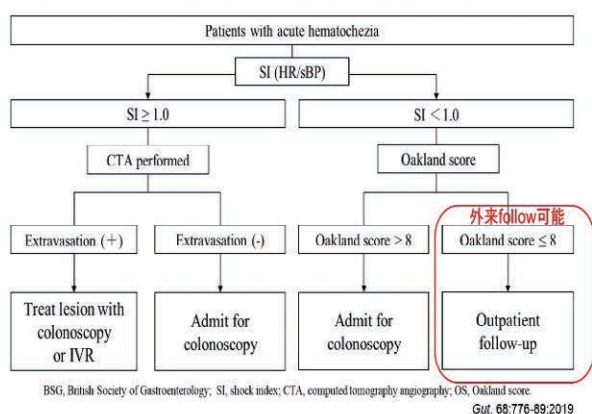 Patients with acute hematochezia
SI (HR/sBP)
SI ≥ 1.0
SI < 1.0
CTA performed
Oakland score
外来follow可能
Extravasation (+)
Extravasation (-)
Oakland score > 8
Oakland score ≤ 8
Treat lesion with
colonoscopy
or IVR
Admit for
colonoscopy
Admit for
colonoscopy
Outpatient
follow-up
BSG, British Society of Gastroenterology; SI, shock index; CTA, computed tomography angiography; OS, Oakland score.
Gut. 68:776-89:2019